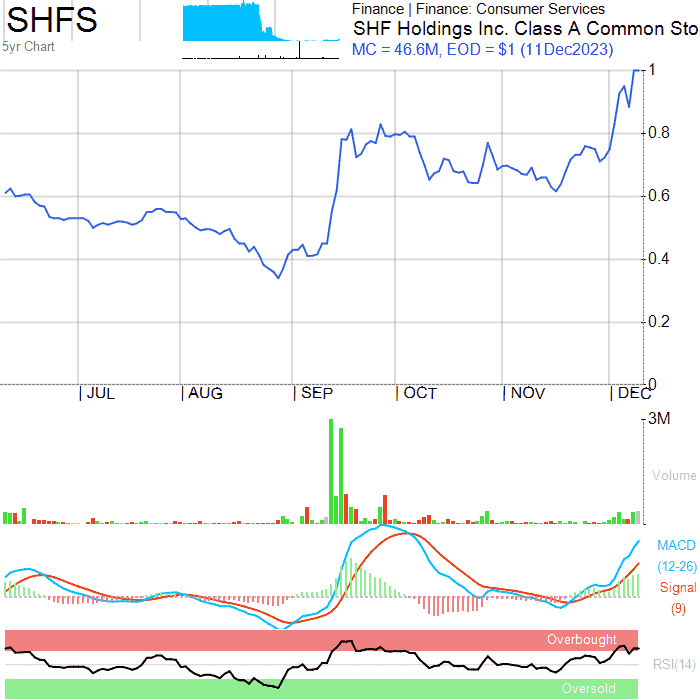 SHFS
5yr Chart
Finance | Finance: Consumer Services
SHF Holdings Inc. Class A Common Sto
MC = 46.6M, EOD = $1 (11Dec2023)
1
0.8
0.6
0.4
0.2
0
| JUL
| AUG
| SEP
| OCT
| NOV
| DEC
3M
Volume
MACD
(12-26)
Signal
(9)
Overbought
RSI(14)
Oversold